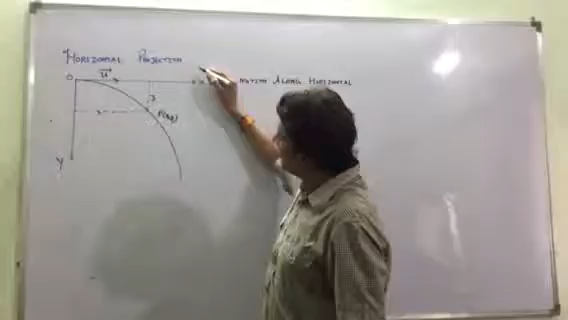 HORIZONTAL PROJECTION
O u x MOTION ALONG HORIZONTAL
y
x P(x,y)
Y